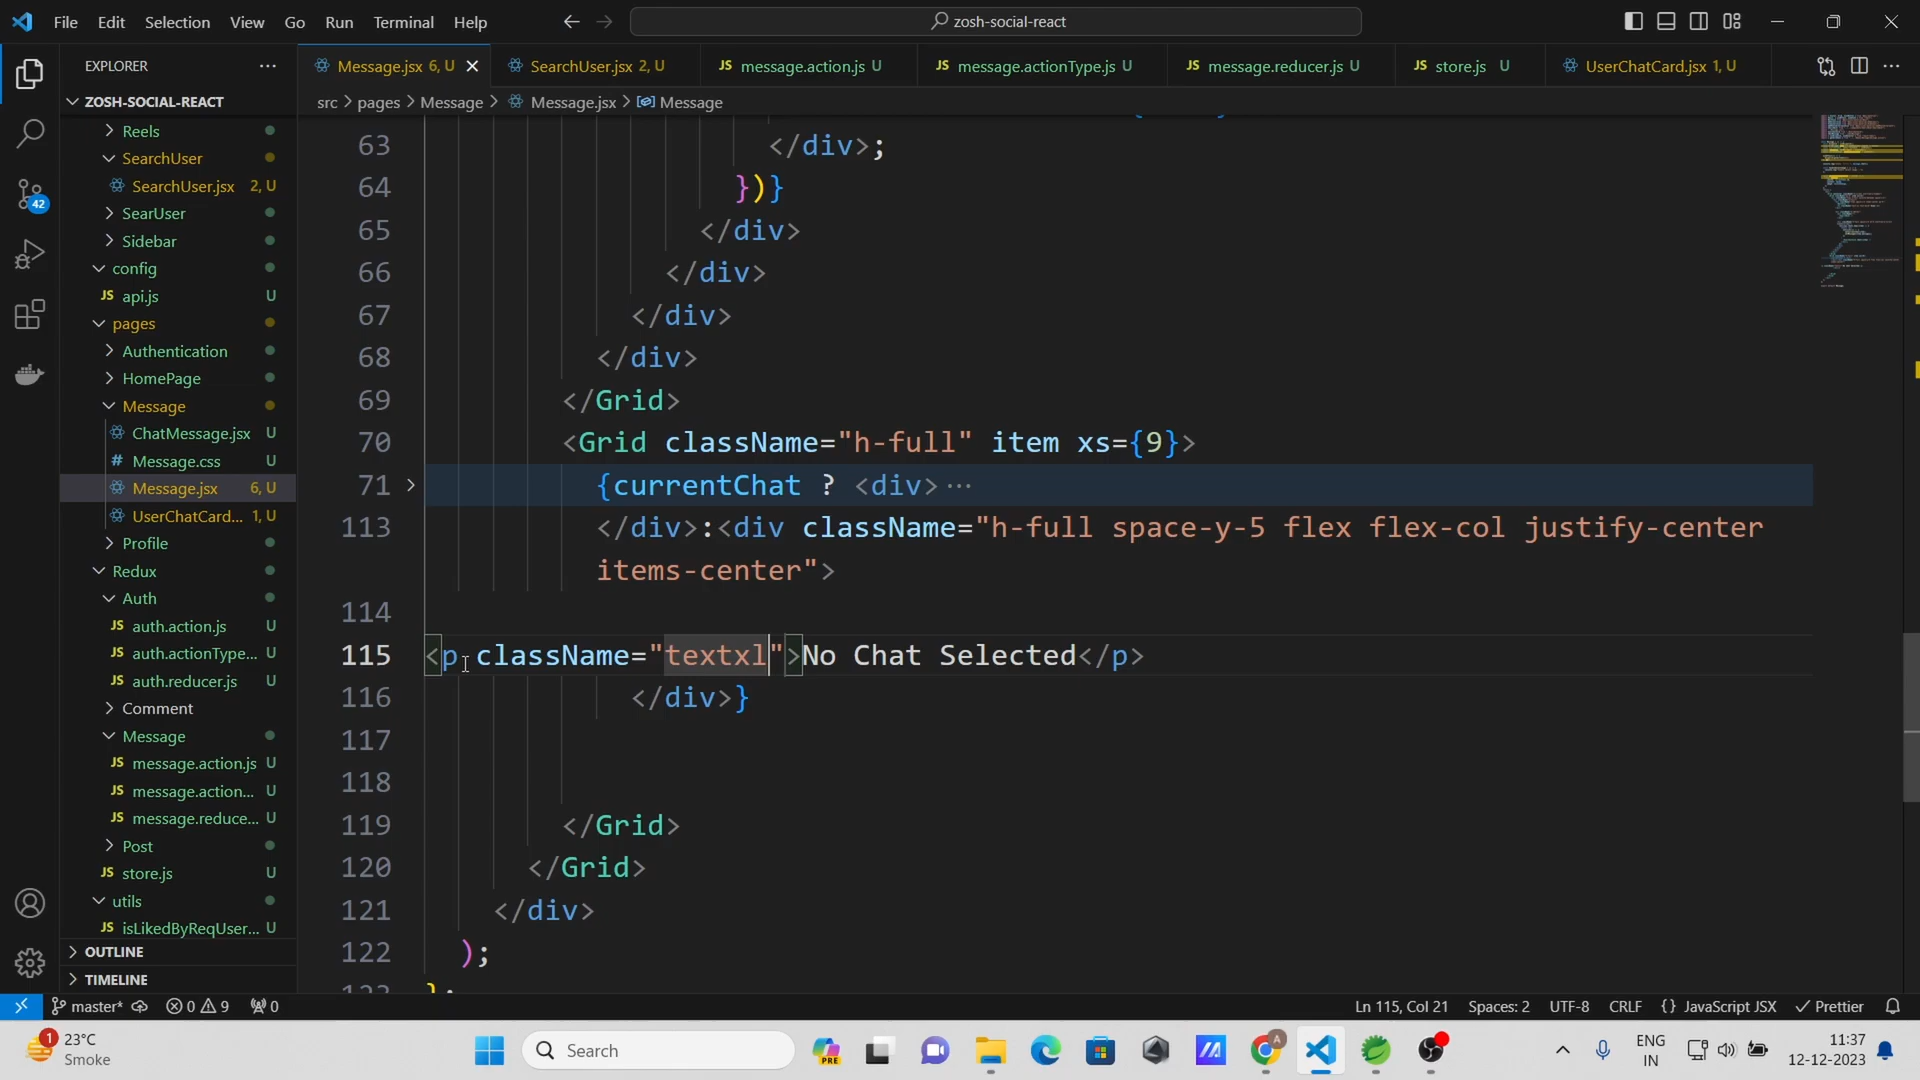 File Edit Selection View Go Run Terminal Help
zosh-social-react
EXPLORER
Message.jsx 6, U
SearchUser.jsx 2, U
JS message.action.js U
JS message.actionType.js U
JS message.reducer.js U
JS store.js U
UserChatCard.jsx 1, U
src > pages > Message > Message.jsx > Message
ZOSH-SOCIAL-REACT
Reels
SearchUser
SearchUser.jsx 2, U
SearUser
Sidebar
config
JS api.js U
pages
Authentication
HomePage
Message
ChatMessage.jsx U
# Message.css U
Message.jsx 6, U
UserChatCard... 1, U
Profile
Redux
Auth
JS auth.action.js U
JS auth.actionType... U
JS auth.reducer.js U
Comment
Message
JS message.action.js U
JS message.action... U
JS message.reduce... U
Post
JS store.js U
utils
JS isLikedByReqUser... U
OUTLINE
TIMELINE
42
63 </div>;
64 })}
65 </div>
66 </div>
67 </div>
68 </div>
69 </Grid>
70 <Grid className="h-full" item xs={9}>
71 {currentChat ? <div>···
113 </div>:<div className="h-full space-y-5 flex flex-col justify-center
items-center">
114
115 <p className="textxl">No Chat Selected</p>
116 </div>}
117
118
119 </Grid>
120 </Grid>
121 </div>
122 );
123 };
master* 0 9 0
Ln 115, Col 21 Spaces: 2 UTF-8 CRLF {} JavaScript JSX Prettier
1
23°C
Smoke
Search
PRE
A
ENG
IN
11:37
12-12-2023